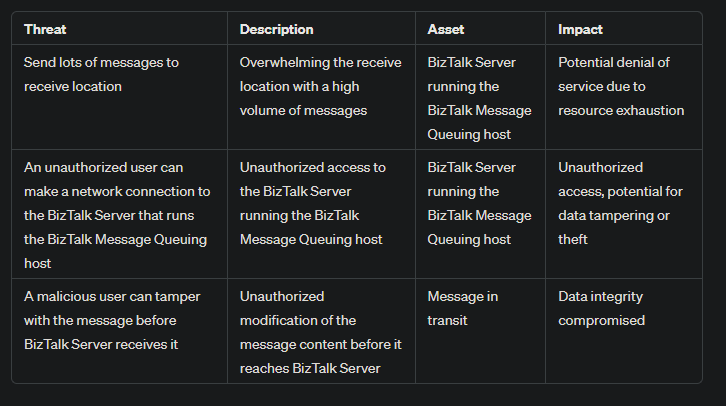 Threat Description Asset Impact
Send lots of messages to
receive location
Overwhelming the receive
location with a high
volume of messages
BizTalk Server
running the
BizTalk Message
Queuing host
Potential denial of
service due to
resource exhaustion
An unauthorized user can
make a network connection to
the BizTalk Server that runs
the BizTalk Message Queuing
host
Unauthorized access to
the BizTalk Server
running the BizTalk
Message Queuing host
BizTalk Server
running the
BizTalk Message
Queuing host
Unauthorized
access, potential for
data tampering or
theft
A malicious user can tamper
with the message before
BizTalk Server receives it
Unauthorized
modification of the
message content before it
reaches BizTalk Server
Message in
transit
Data integrity
compromised